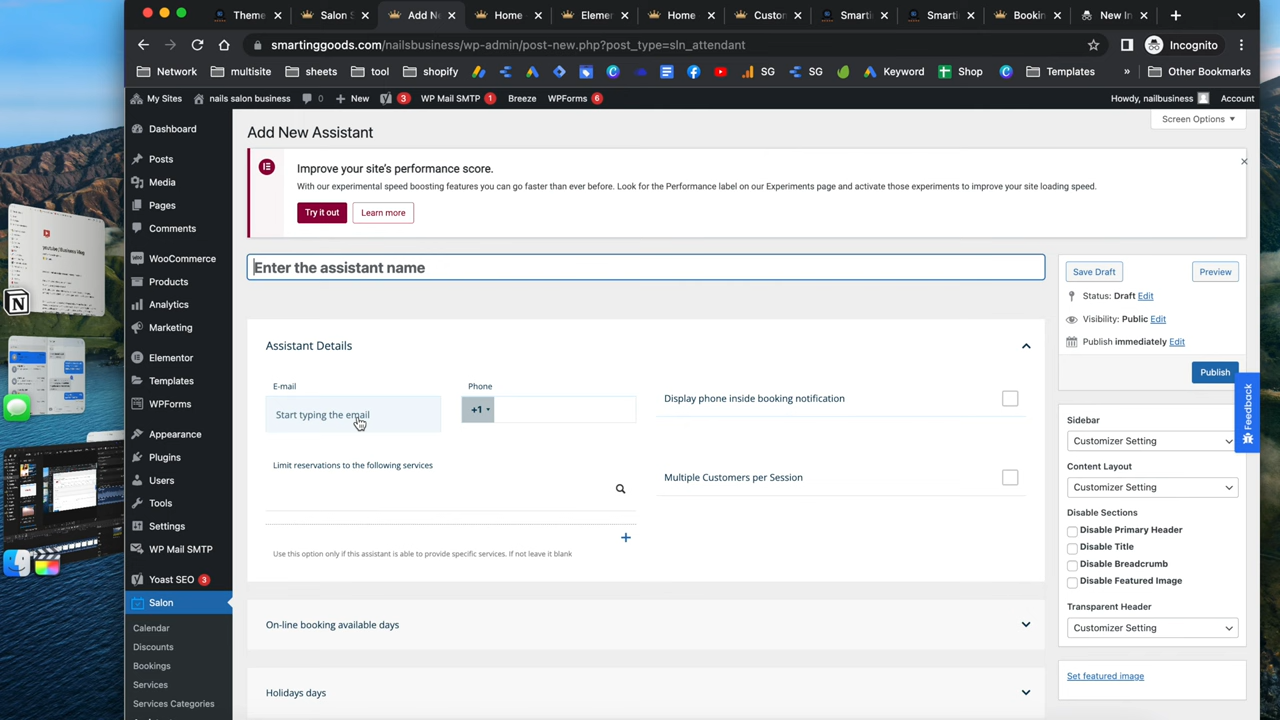 Theme
Salon S
Add N
Home
Elemer
Home
Custon
Smarti
Smarti
Bookin
New In
smartinggoods.com/nailsbusiness/wp-admin/post-new.php?post_type=sln_attendant
Incognito
Network
multisite
sheets
tool
shopify
SG
SG
Keyword
Shop
Templates
»
Other Bookmarks
My Sites
nails salon business
0
New
3
WP Mail SMTP 1
Breeze
WPForms 6
Howdy, nailbusiness
Account
Dashboard
Posts
Media
Pages
Comments
WooCommerce
Products
Analytics
Marketing
Elementor
Templates
WPForms
Appearance
Plugins
Users
Tools
Settings
WP Mail SMTP
Yoast SEO 3
Salon
Calendar
Discounts
Bookings
Services
Services Categories
Add New Assistant
Screen Options
Improve your site's performance score.
With our experimental speed boosting features you can go faster than ever before. Look for the Performance label on our Experiments page and activate those experiments to improve your site loading speed.
Try it out
Learn more
Enter the assistant name
Assistant Details
E-mail
Phone
Start typing the email
+1
Display phone inside booking notification
Limit reservations to the following services
Multiple Customers per Session
+
Use this option only if this assistant is able to provide specific services. If not leave it blank
On-line booking available days
Holidays days
Save Draft
Preview
Status: Draft Edit
Visibility: Public Edit
Publish immediately Edit
Publish
Feedback
Sidebar
Customizer Setting
Content Layout
Customizer Setting
Disable Sections
Disable Primary Header
Disable Title
Disable Breadcrumb
Disable Featured Image
Transparent Header
Customizer Setting
Set featured image